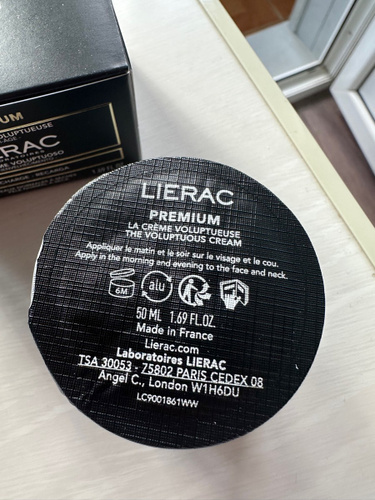 UM
OLUPTUEUSE
ERAC
VOLUPTUOSO
LIERAC
PREMIUM
LA CRÈME VOLUPTUEUSE
THE VOLUPTUOUS CREAM
Appliquer le matin et le soir sur le visage et le cou.
Apply in the morning and evening to the face and neck.
6M alu
50 ML 1.69 FL.OZ.
Made in France
Lierac.com
Laboratoires LIERAC
TSA 30053 - 75802 PARIS CEDEX 08
Angel C., London W1H6DU
LC9001861WW